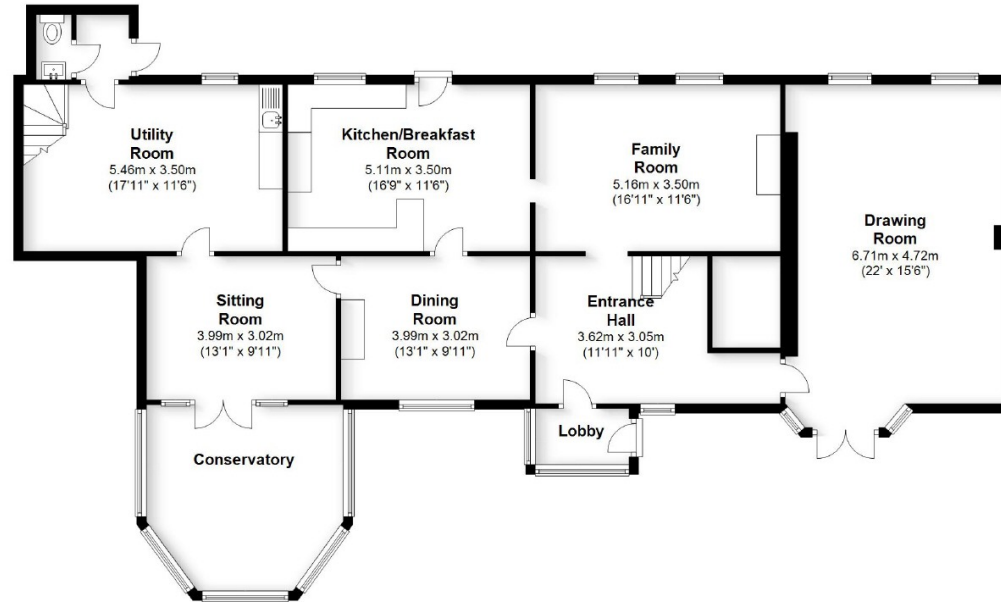 Utility
Room
5.46m x 3.50m
(17'11" x 11'6")
Kitchen/Breakfast
Room
5.11m x 3.50m
(16'9" x 11'6")
Family
Room
5.16m x 3.50m
(16'11" x 11'6")
Drawing
Room
6.71m x 4.72m
(22' x 15'6")
Sitting
Room
3.99m x 3.02m
(13'1" x 9'11")
Dining
Room
3.99m x 3.02m
(13'1" x 9'11")
Entrance
Hall
3.62m x 3.05m
(11'11" x 10')
Lobby
Conservatory